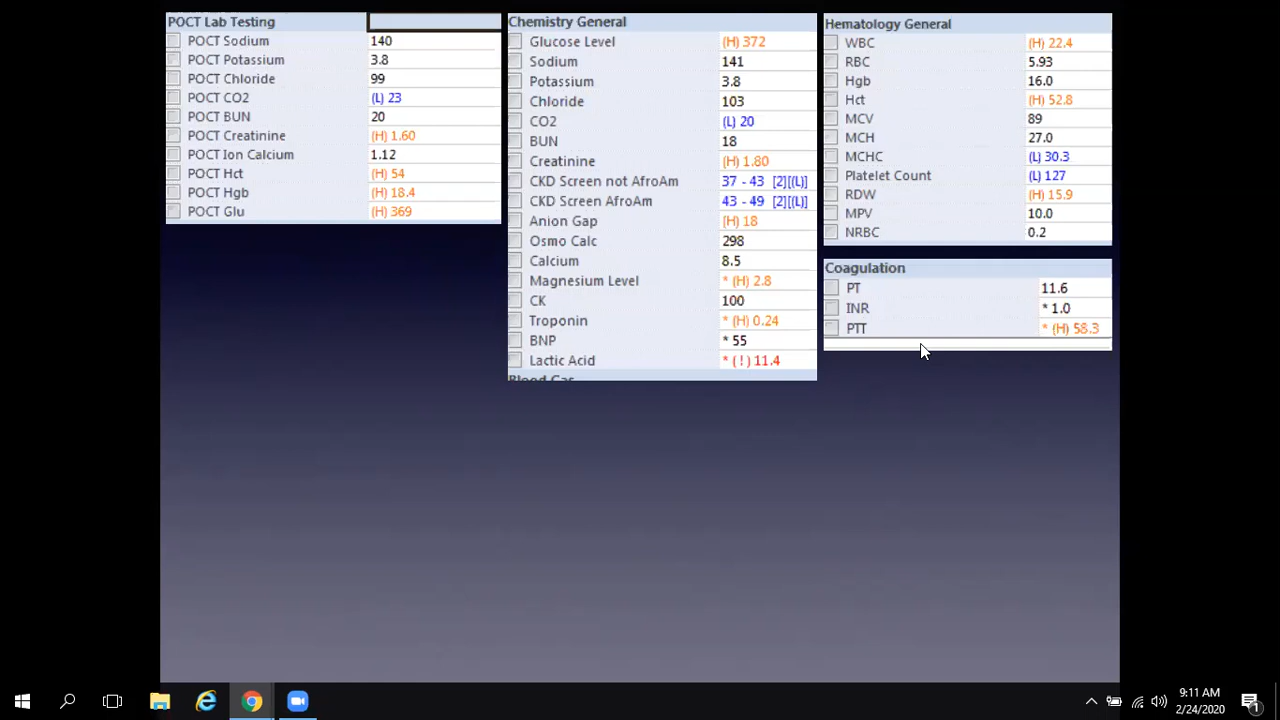 POCT Lab Testing
POCT Sodium 140
POCT Potassium 3.8
POCT Chloride 99
POCT CO2 (L) 23
POCT BUN 20
POCT Creatinine (H) 1.60
POCT Ion Calcium 1.12
POCT Hct (H) 54
POCT Hgb (H) 18.4
POCT Glu (H) 369
Chemistry General
Glucose Level (H) 372
Sodium 141
Potassium 3.8
Chloride 103
CO2 (L) 20
BUN 18
Creatinine (H) 1.80
CKD Screen not AfroAm 37 - 43 [2][(L)]
CKD Screen AfroAm 43 - 49 [2][(L)]
Anion Gap (H) 18
Osmo Calc 298
Calcium 8.5
Magnesium Level * (H) 2.8
CK 100
Troponin * (H) 0.24
BNP * 55
Lactic Acid * ( ! ) 11.4
Blood Gas
Hematology General
WBC (H) 22.4
RBC 5.93
Hgb 16.0
Hct (H) 52.8
MCV 89
MCH 27.0
MCHC (L) 30.3
Platelet Count (L) 127
RDW (H) 15.9
MPV 10.0
NRBC 0.2
Coagulation
PT 11.6
INR * 1.0
PTT * (H) 58.3
9:11 AM
2/24/2020
1